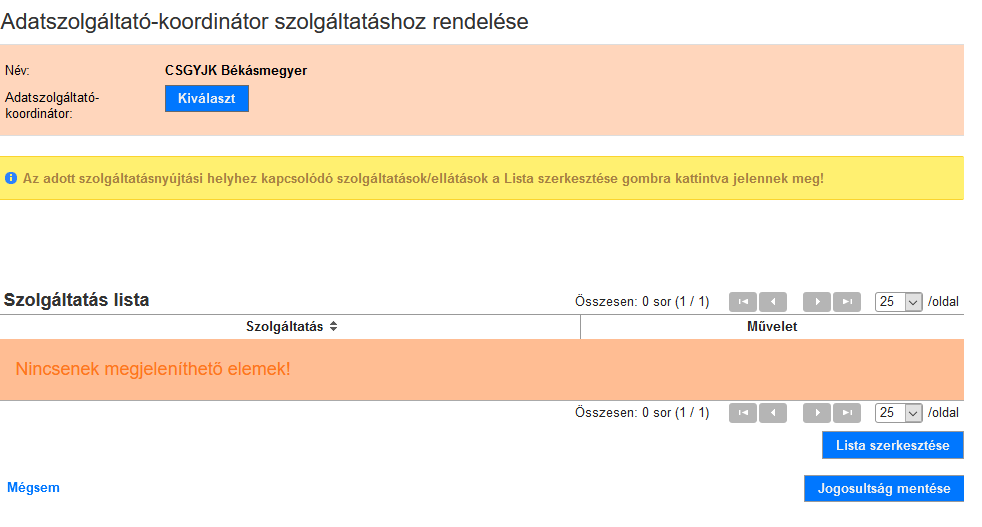 Adatszolgáltató-koordinátor szolgáltatáshoz rendelése
Név: CSGYJK Békásmegyer
Adatszolgáltató-
koordinátor:
Kiválaszt
Az adott szolgáltatásnyújtási helyhez kapcsolódó szolgáltatások/ellátások a Lista szerkesztése gombra kattintva jelennek meg!
Szolgáltatás lista
Összesen: 0 sor (1 / 1) 25 /oldal
Szolgáltatás Művelet
Nincsenek megjeleníthető elemek!
Összesen: 0 sor (1 / 1) 25 /oldal
Lista szerkesztése
Mégsem Jogosultság mentése